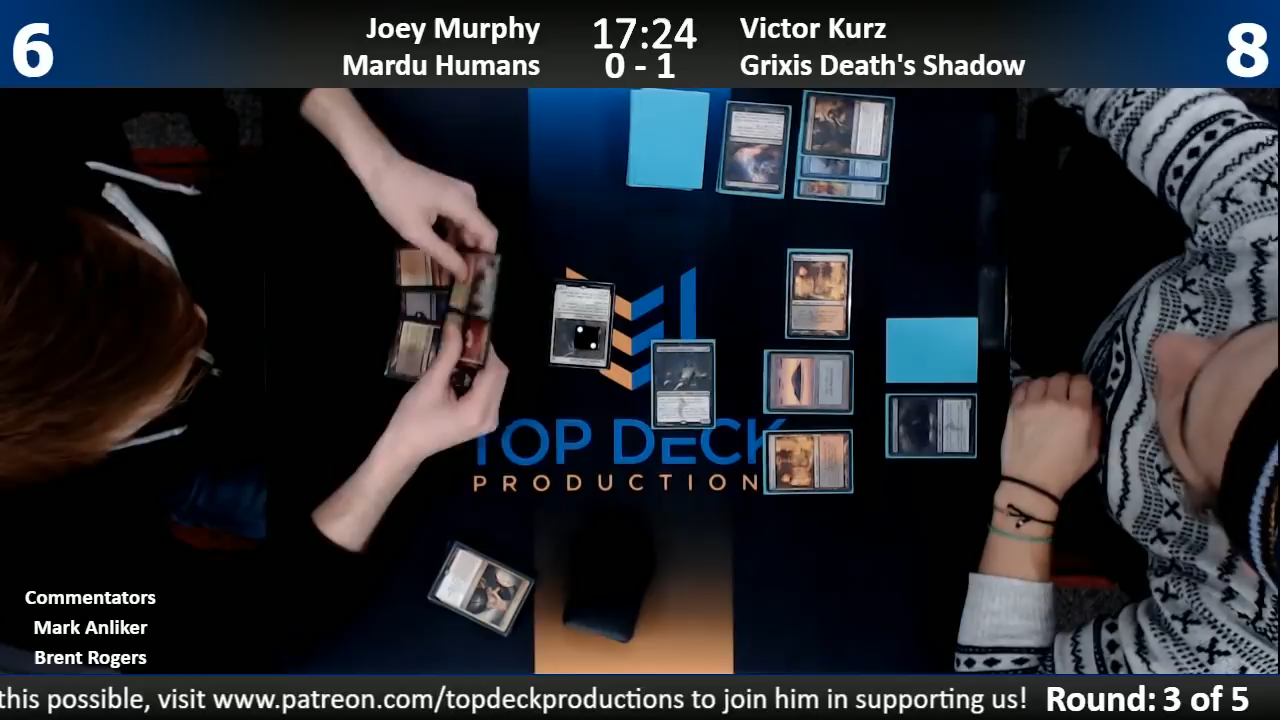 6
Joey Murphy
Mardu Humans
17:24
0 - 1
Victor Kurz
Grixis Death's Shadow
8
TOP DECK
PRODUCTION
Commentators
Mark Anliker
Brent Rogers
this possible, visit www.patreon.com/topdeckproductions to join him in supporting us!
Round: 3 of 5